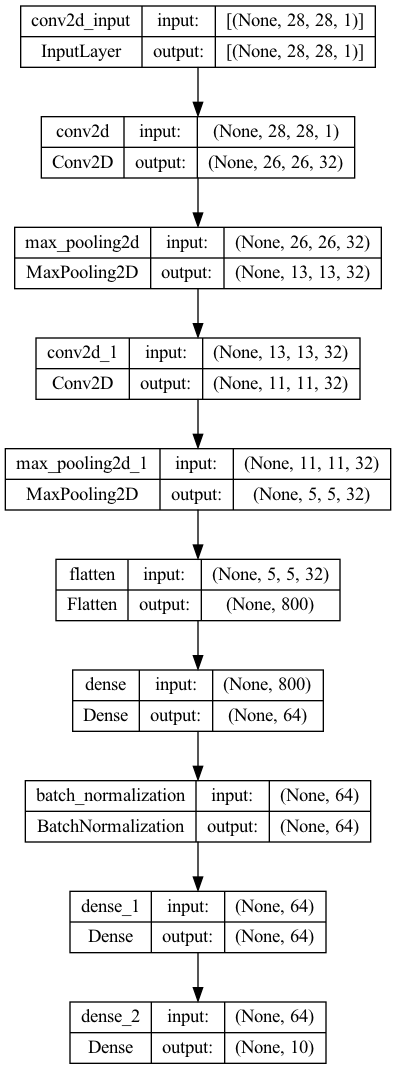 conv2d_input input: [(None, 28, 28, 1)]
InputLayer output: [(None, 28, 28, 1)]
conv2d input: (None, 28, 28, 1)
Conv2D output: (None, 26, 26, 32)
max_pooling2d input: (None, 26, 26, 32)
MaxPooling2D output: (None, 13, 13, 32)
conv2d_1 input: (None, 13, 13, 32)
Conv2D output: (None, 11, 11, 32)
max_pooling2d_1 input: (None, 11, 11, 32)
MaxPooling2D output: (None, 5, 5, 32)
flatten input: (None, 5, 5, 32)
Flatten output: (None, 800)
dense input: (None, 800)
Dense output: (None, 64)
batch_normalization input: (None, 64)
BatchNormalization output: (None, 64)
dense_1 input: (None, 64)
Dense output: (None, 64)
dense_2 input: (None, 64)
Dense output: (None, 10)